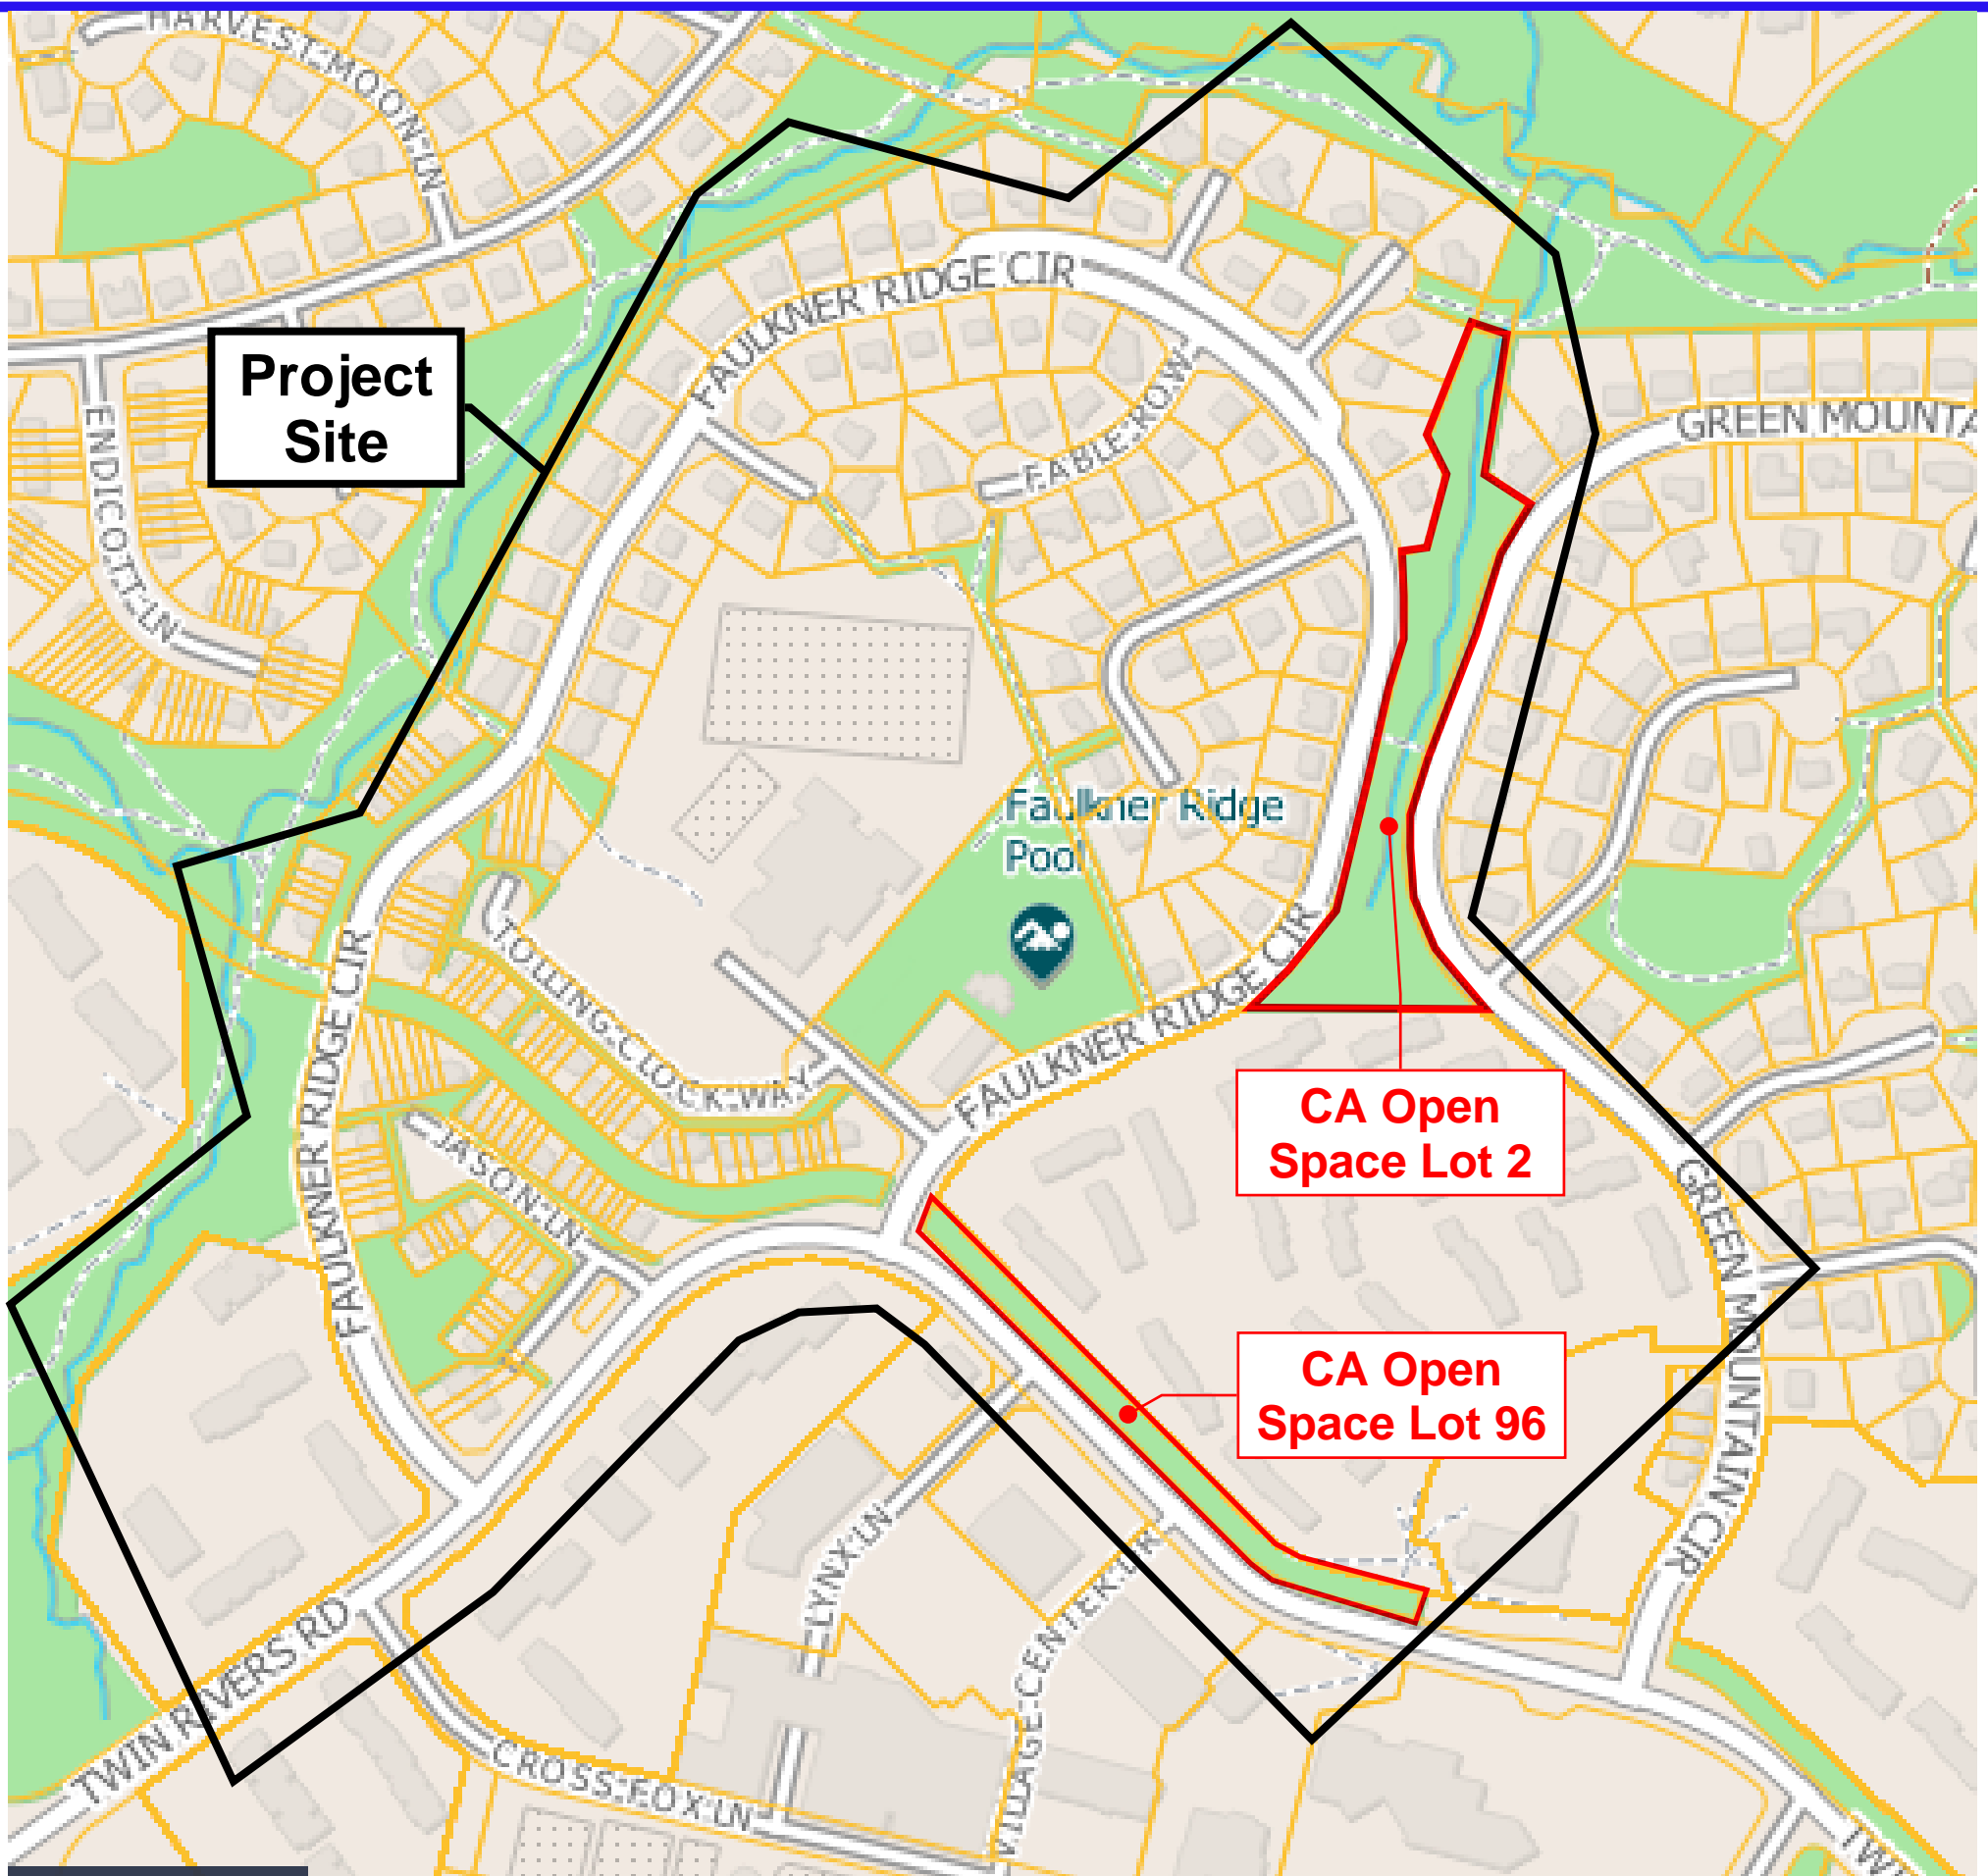 HARVEST MOON LN
Project
Site
FAULKNER RIDGE CIR
GREEN MOUNTA
FABLE ROW
ENDICOTT LN
Faulkner Ridge
Pool
TOLLING CLOCK WAY
FAULKNER RIDGE CIR
FAULKNER RIDGE CIR
CA Open
Space Lot 2
JASON LN
GREEN MOUNTAIN CIR
CA Open
Space Lot 96
LYNX LN
VILLAGE CENTER DR
TWIN RIVERS RD
CROSS FOX LN
TW